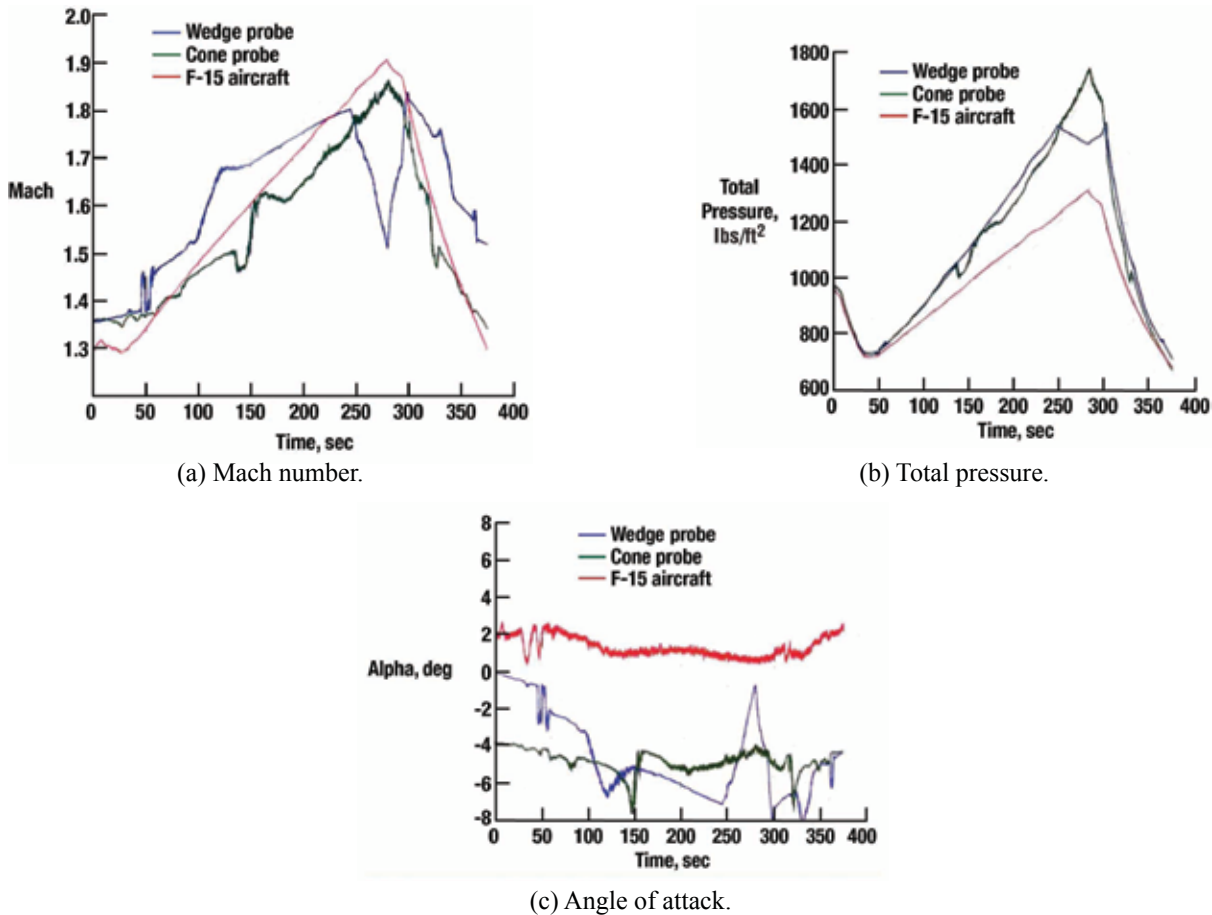 2.0
1.9
1.8
1.7
Mach
1.6
1.5
1.4
1.3
Wedge probe
Cone probe
F-15 aircraft
0 50 100 150 200 250 300 350 400
Time, sec
(a) Mach number.
1800
1600
1400
Total
Pressure,
lbs/ft²
1200
1000
800
600
Wedge probe
Cone probe
F-15 aircraft
0 50 100 150 200 250 300 350 400
Time, sec
(b) Total pressure.
8
6
4
2
Alpha, deg
0
-2
-4
-6
-8
Wedge probe
Cone probe
F-15 aircraft
0 50 100 150 200 250 300 350 400
Time, sec
(c) Angle of attack.